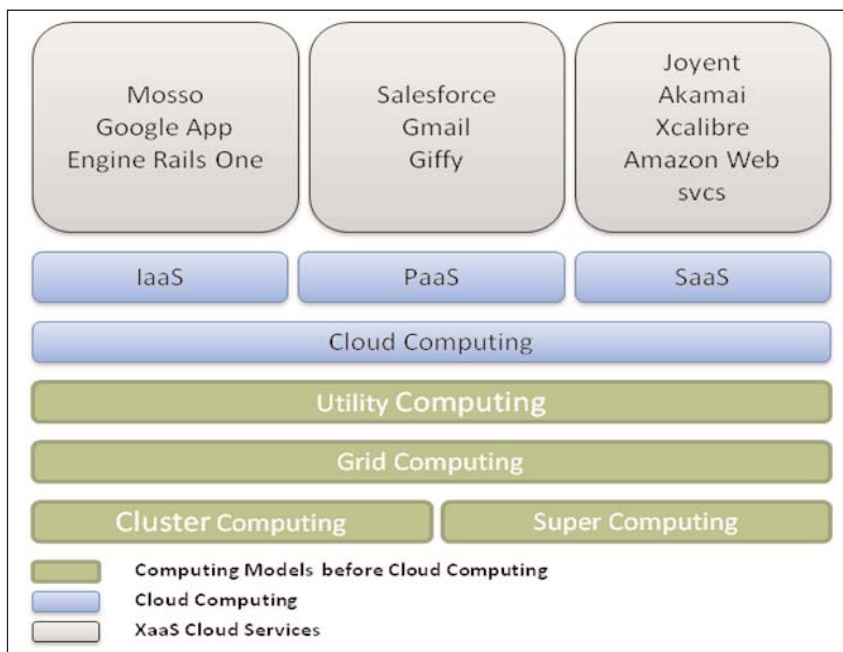 Mosso
Google App
Engine Rails One
Salesforce
Gmail
Giffy
Joyent
Akamai
Xcalibre
Amazon Web
svcs
IaaS
PaaS
SaaS
Cloud Computing
Utility Computing
Grid Computing
Cluster Computing
Super Computing
Computing Models before Cloud Computing
Cloud Computing
XaaS Cloud Services